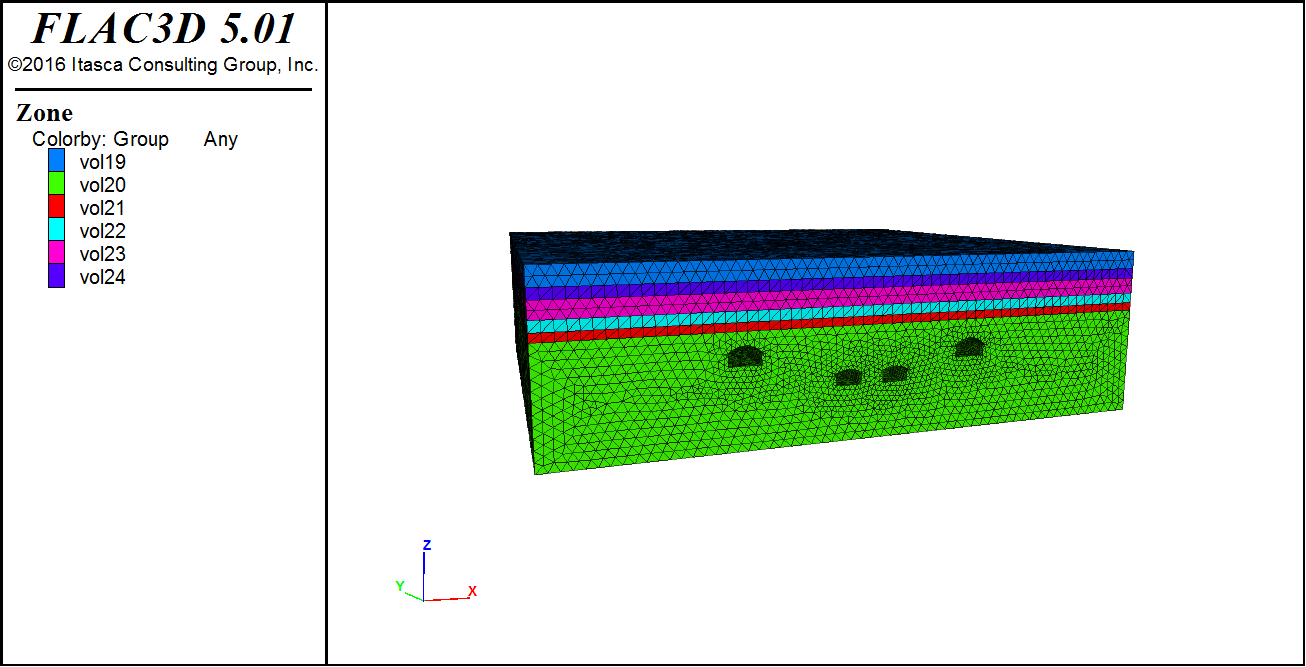 FLAC3D 5.01
©2016 Itasca Consulting Group, Inc.
Zone
Colorby: Group Any
vol19
vol20
vol21
vol22
vol23
vol24
Z
Y
X